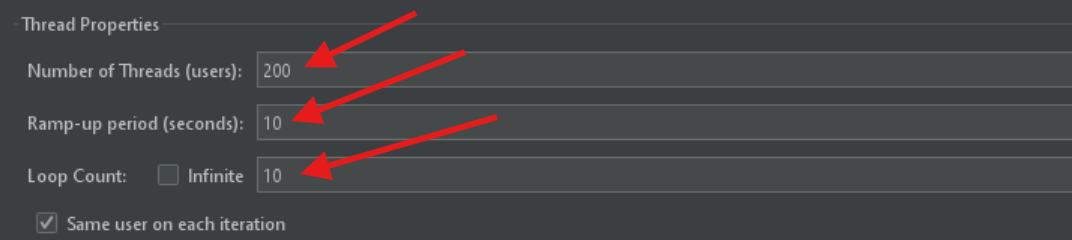 Thread Properties
Number of Threads (users): 200
Ramp-up period (seconds): 10
Loop Count: Infinite 10
Same user on each iteration